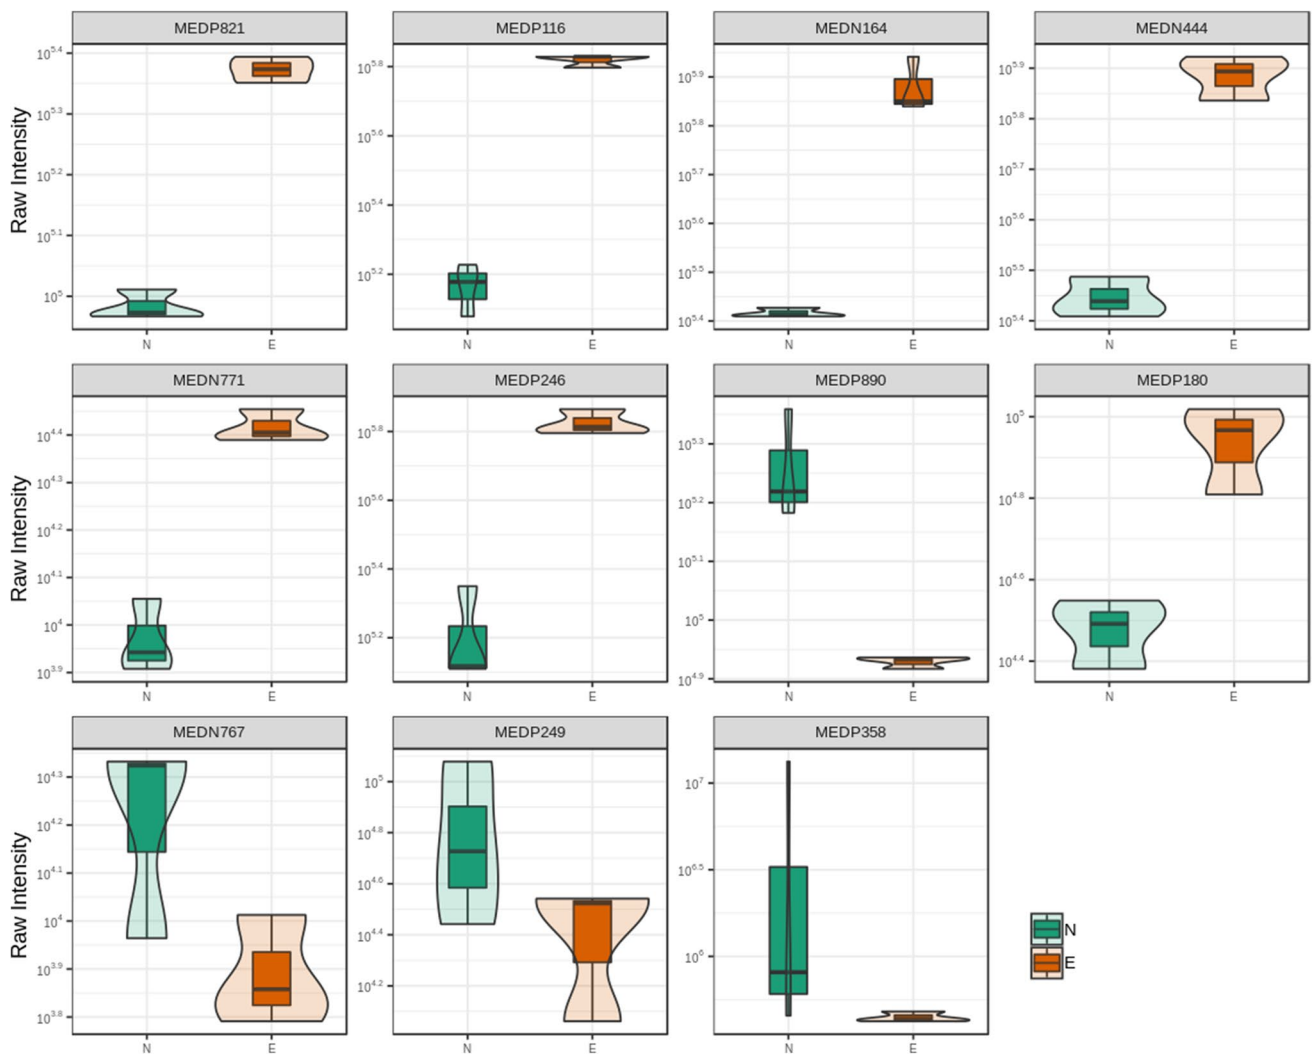 MEDP821 MEDP116 MEDN164 MEDN444
Raw Intensity
10^5.4
10^5.3
10^5.2
10^5.1
10^5
N E
10^5.8
10^5.6
10^5.4
10^5.2
N E
10^5.9
10^5.8
10^5.7
10^5.6
10^5.5
10^5.4
N E
10^5.9
10^5.8
10^5.7
10^5.6
10^5.5
10^5.4
N E
MEDN771 MEDP246 MEDP890 MEDP180
Raw Intensity
10^4.4
10^4.3
10^4.2
10^4.1
10^4
10^3.9
N E
10^5.8
10^5.6
10^5.4
10^5.2
N E
10^5.3
10^5.2
10^5.1
10^5
10^4.9
N E
10^5
10^4.8
10^4.6
10^4.4
N E
MEDN767 MEDP249 MEDP358
Raw Intensity
10^4.3
10^4.2
10^4.1
10^4
10^3.9
10^3.8
N E
10^5
10^4.8
10^4.6
10^4.4
10^4.2
N E
10^7
10^6.5
10^6
N E
N
E